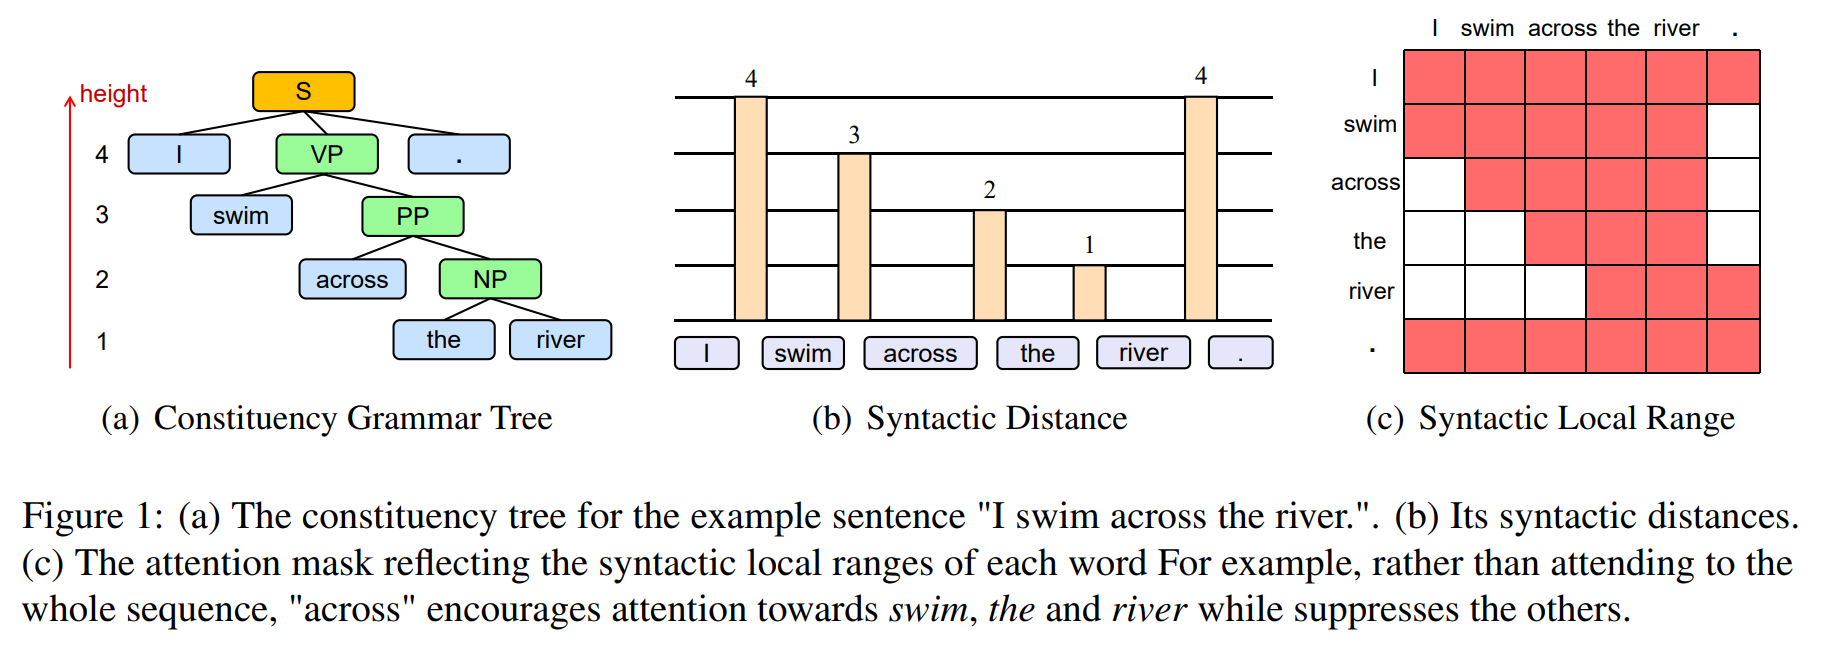 height
S
4
I
VP
.
3
swim
PP
2
across
NP
1
the
river
(a) Constituency Grammar Tree
4
3
2
1
4
I
swim
across
the
river
.
(b) Syntactic Distance
I swim across the river .
I
swim
across
the
river
.
(c) Syntactic Local Range
Figure 1: (a) The constituency tree for the example sentence "I swim across the river.". (b) Its syntactic distances.
(c) The attention mask reflecting the syntactic local ranges of each word For example, rather than attending to the
whole sequence, "across" encourages attention towards swim, the and river while suppresses the others.